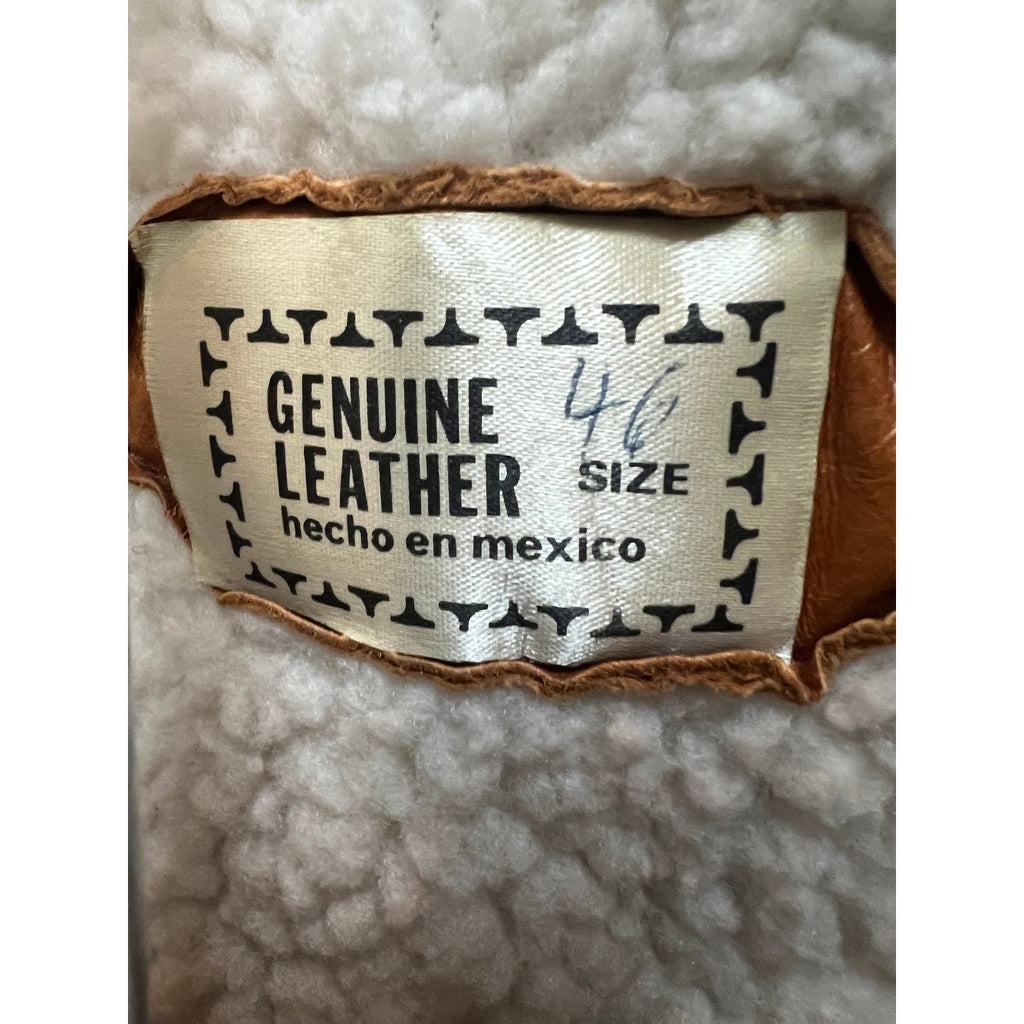 GENUINE 46
LEATHER SIZE
hecho en mexico